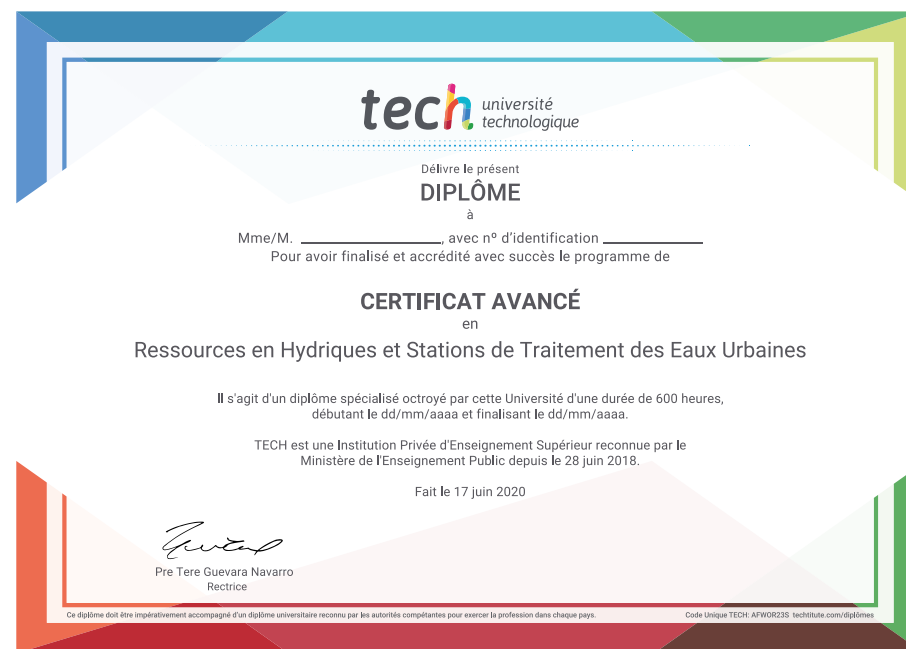 tech université
technologique
Délivre le présent
DIPLÔME
à
Mme/M. ____________________, avec nº d'identification ______________
Pour avoir finalisé et accrédité avec succès le programme de
CERTIFICAT AVANCÉ
en
Ressources en Hydriques et Stations de Traitement des Eaux Urbaines
Il s'agit d'un diplôme spécialisé octroyé par cette Université d'une durée de 600 heures,
débutant le dd/mm/aaaa et finalisant le dd/mm/aaaa.
TECH est une Institution Privée d'Enseignement Supérieur reconnue par le
Ministère de l'Enseignement Public depuis le 28 juin 2018.
Fait le 17 juin 2020
Pre Tere Guevara Navarro
Rectrice
Ce diplôme doit être impérativement accompagné d'un diplôme universitaire reconnu par les autorités compétentes pour exercer la profession dans chaque pays.
Code Unique TECH: AFWOR23S techtitute.com/diplômes